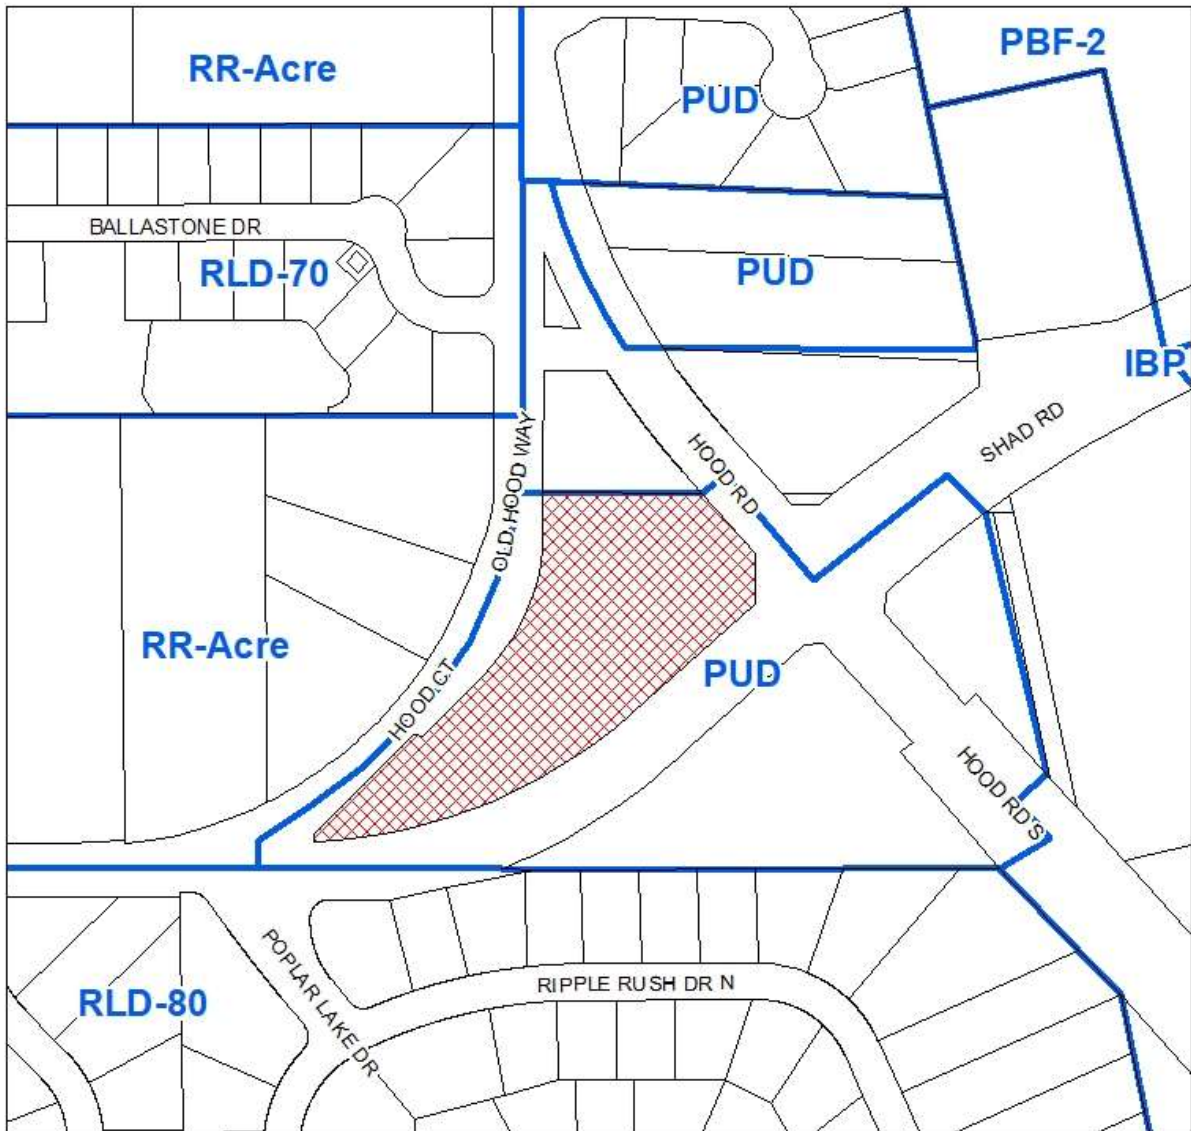 PBF-2
RR-Acre
PUD
BALLASTONE DR
RLD-70
PUD
IBP
SHAD RD
HOOD RD
OLD HOOD WAY
RR-Acre
HOOD CT
PUD
HOOD RD S
POPLAR LAKE DR
RIPPLE RUSH DR N
RLD-80